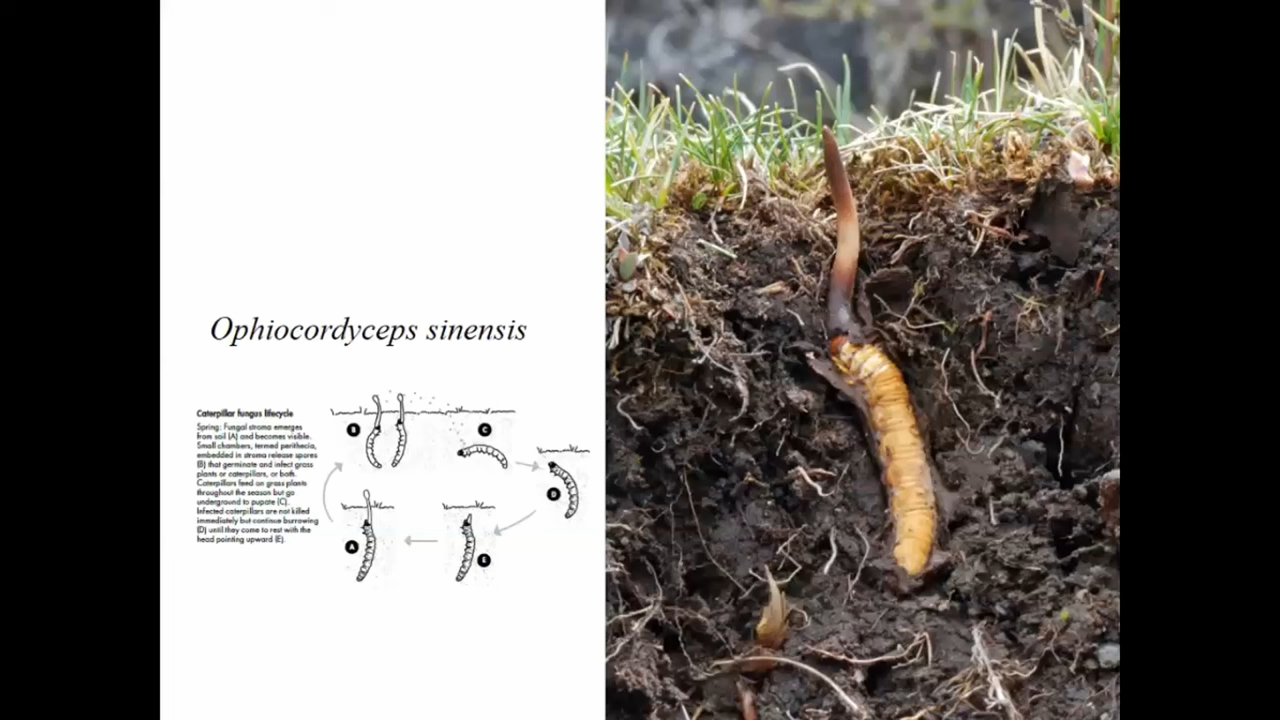 Ophiocordyceps sinensis
Caterpillar fungus lifecycle
Spring: Fungal stroma emerges
from soil (A) and becomes visible.
Small chambers, termed perithecia,
embedded in stroma release spores
(B) that germinate and infect grass
plants or caterpillars, or both.
Caterpillars feed on grass plants
throughout the season but go
underground to pupate (C).
Infected caterpillars are not killed
immediately but continue burrowing
(D) until they come to rest with the
head pointing upward (E).
B
C
D
A
E